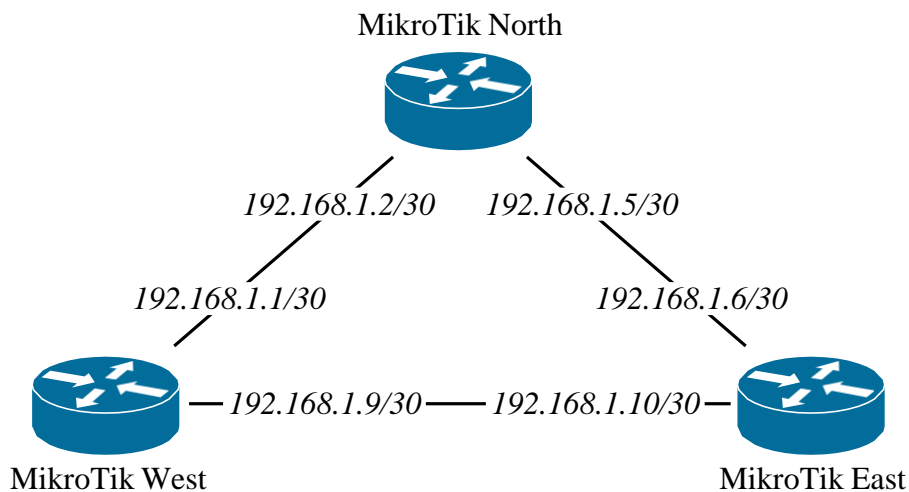 MikroTik North
192.168.1.2/30
192.168.1.5/30
192.168.1.1/30
192.168.1.6/30
192.168.1.9/30
192.168.1.10/30
MikroTik West
MikroTik East